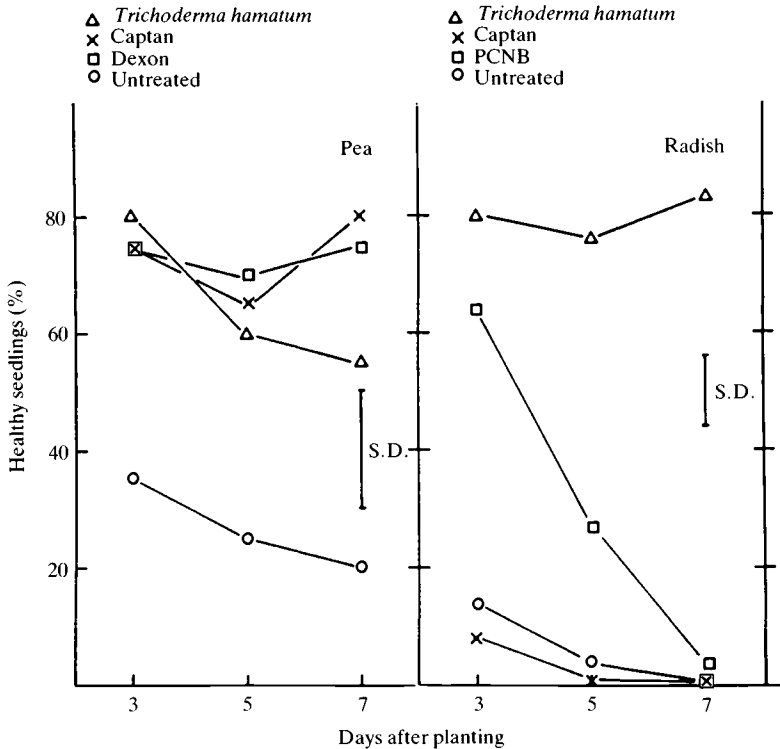 Trichoderma hamatum
Captan
Dexon
Untreated
Trichoderma hamatum
Captan
PCNB
Untreated
Pea
Radish
Healthy seedlings (%)
80
60
40
20
S.D.
S.D.
3 5 7
3 5 7
Days after planting